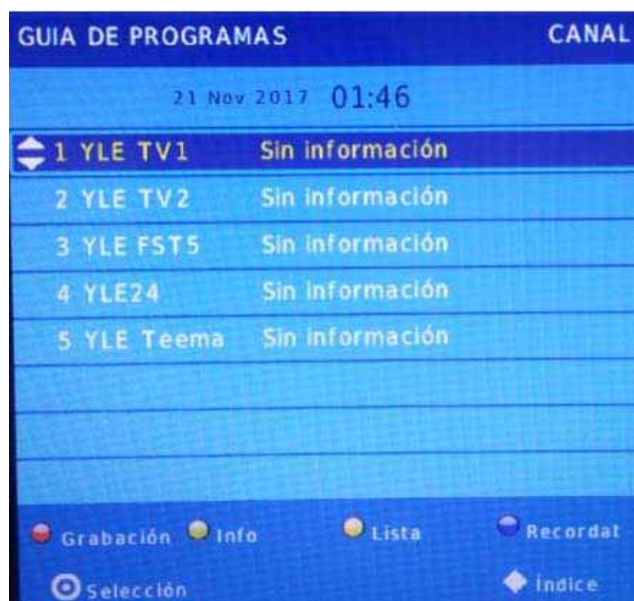 GUIA DE PROGRAMAS CANAL
21 Nov 2017 01:46
1 YLE TV1 Sin información
2 YLE TV2 Sin información
3 YLE FST5 Sin información
4 YLE24 Sin información
5 YLE Teema Sin información
Grabación Info Lista Recordat
Selección Índice